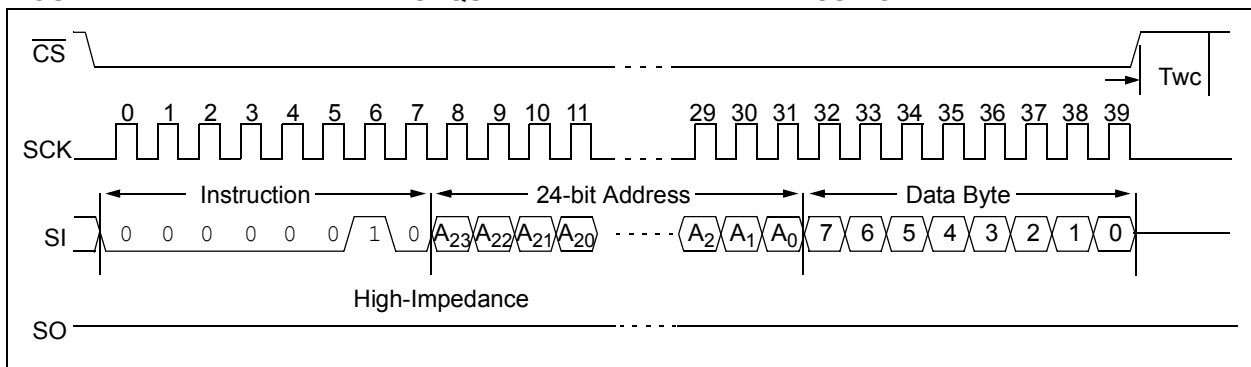 CS
Twc
0 1 2 3 4 5 6 7 8 9 10 11 29 30 31 32 33 34 35 36 37 38 39
SCK
Instruction 24-bit Address Data Byte
SI 0 0 0 0 0 0 1 0 A23 A22 A21 A20 A2 A1 A0 7 6 5 4 3 2 1 0
High-Impedance
SO